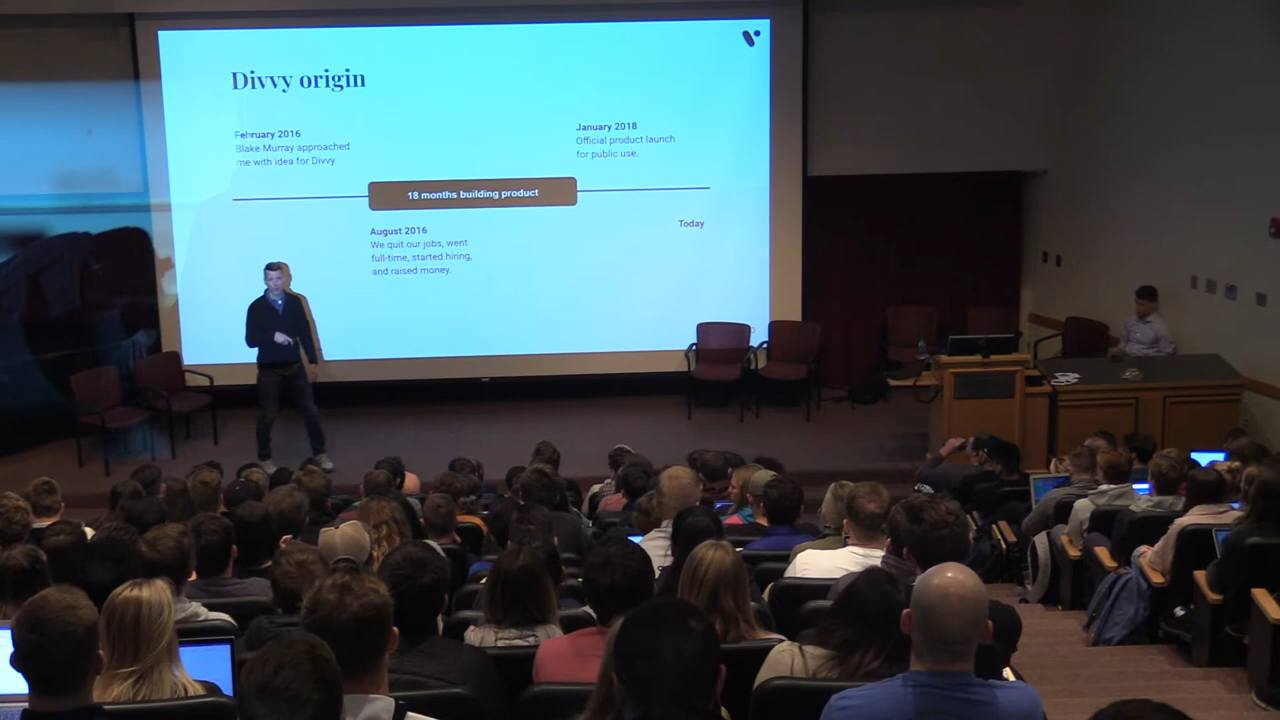 Divvy origin
February 2016
Blake Murray approached
me with idea for Divvy
January 2018
Official product launch
for public use.
18 months building product
August 2016
We quit our jobs, went
full-time, started hiring,
and raised money.
Today